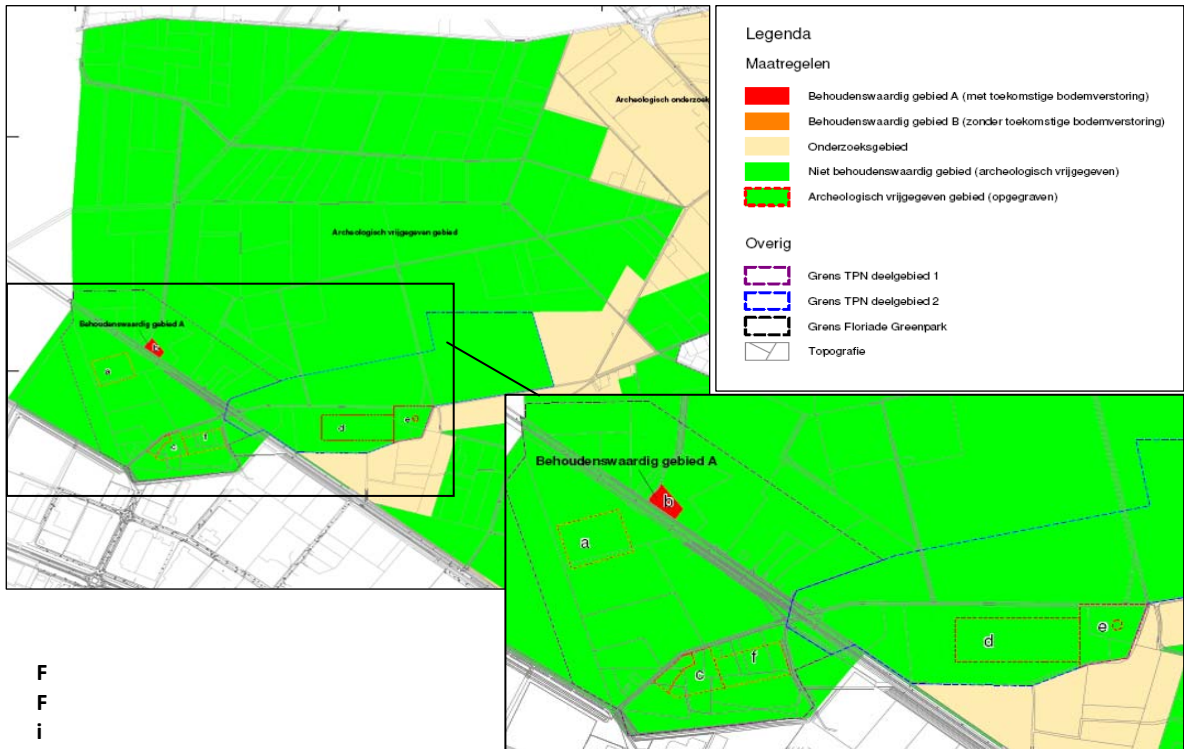 Archeologisch onderzoek
Archeologisch vrijgegeven gebied
Behoudenswaardig gebied A
b
a
c
f
d
e
Legenda
Maatregelen
Behoudenswaardig gebied A (met toekomstige bodemverstoring)
Behoudenswaardig gebied B (zonder toekomstige bodemverstoring)
Onderzoeksgebied
Niet behoudenswaardig gebied (archeologisch vrijgegeven)
Archeologisch vrijgegeven gebied (opgegraven)
Overig
Grens TPN deelgebied 1
Grens TPN deelgebied 2
Grens Floriade Greenpark
Topografie
Behoudenswaardig gebied A
b
a
d
e
f
c
F
F
i